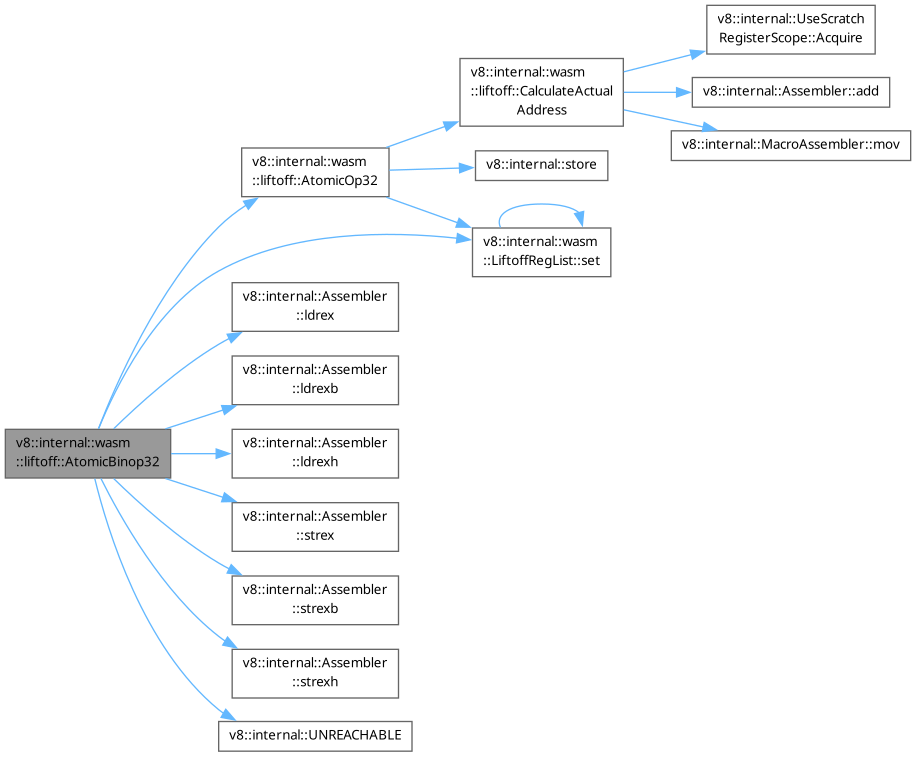 v8::internal::UseScratch
RegisterScope::Acquire
v8::internal::wasm
::liftoff::CalculateActual
Address
v8::internal::Assembler::add
v8::internal::MacroAssembler::mov
v8::internal::wasm
::liftoff::AtomicOp32
v8::internal::store
v8::internal::wasm
::LiftoffRegList::set
v8::internal::Assembler
::ldrex
v8::internal::Assembler
::ldrexb
v8::internal::wasm
::liftoff::AtomicBinop32
v8::internal::Assembler
::ldrexh
v8::internal::Assembler
::strex
v8::internal::Assembler
::strexb
v8::internal::Assembler
::strexh
v8::internal::UNREACHABLE